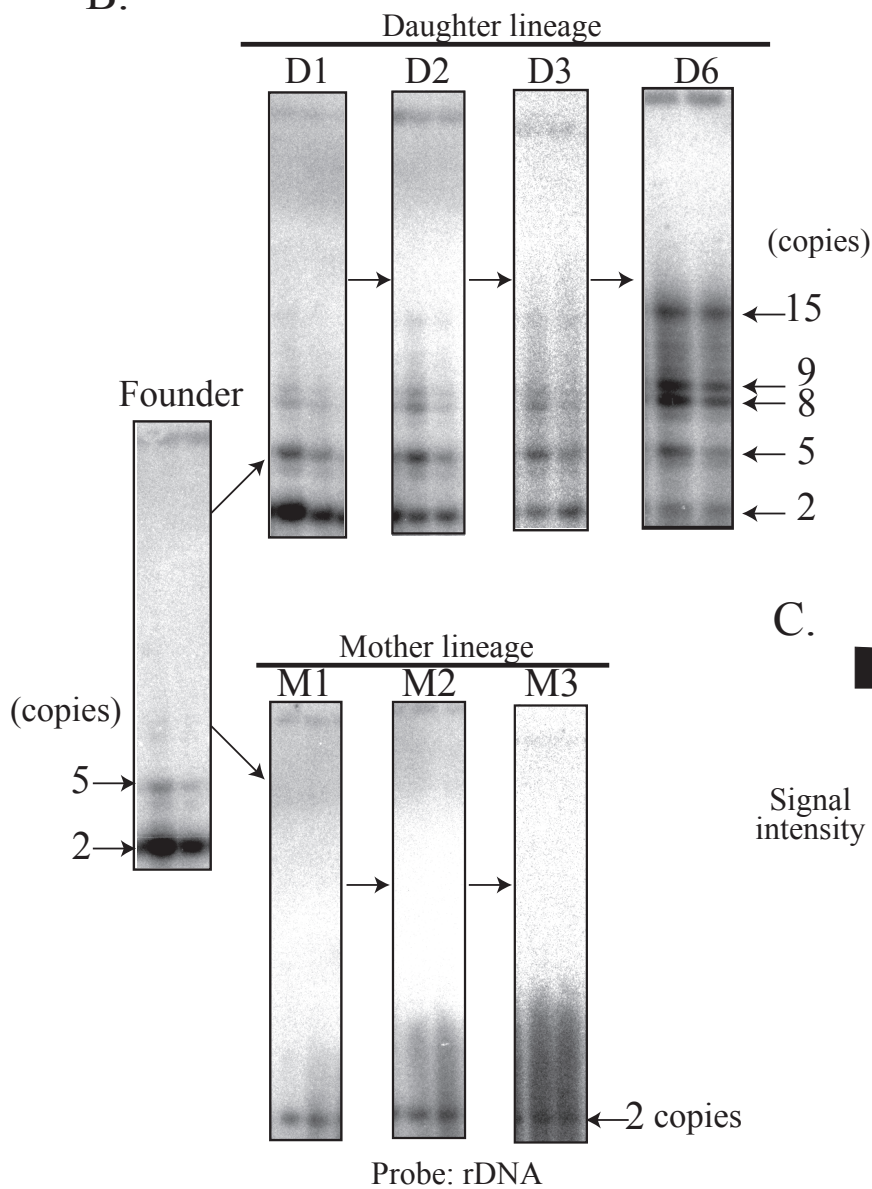 B.
Daughter lineage
D1 D2 D3 D6
(copies)
15
9
8
5
2
Founder
(copies)
5
2
Mother lineage
M1 M2 M3
2 copies
Probe: rDNA
C.
Signal
intensity